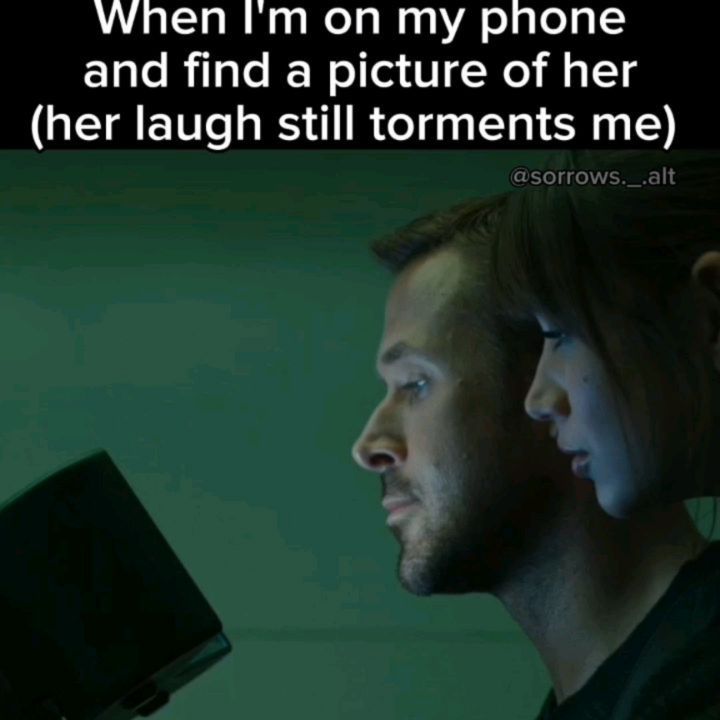 When I'm on my phone
and find a picture of her
(her laugh still torments me)
@sorrows._.alt